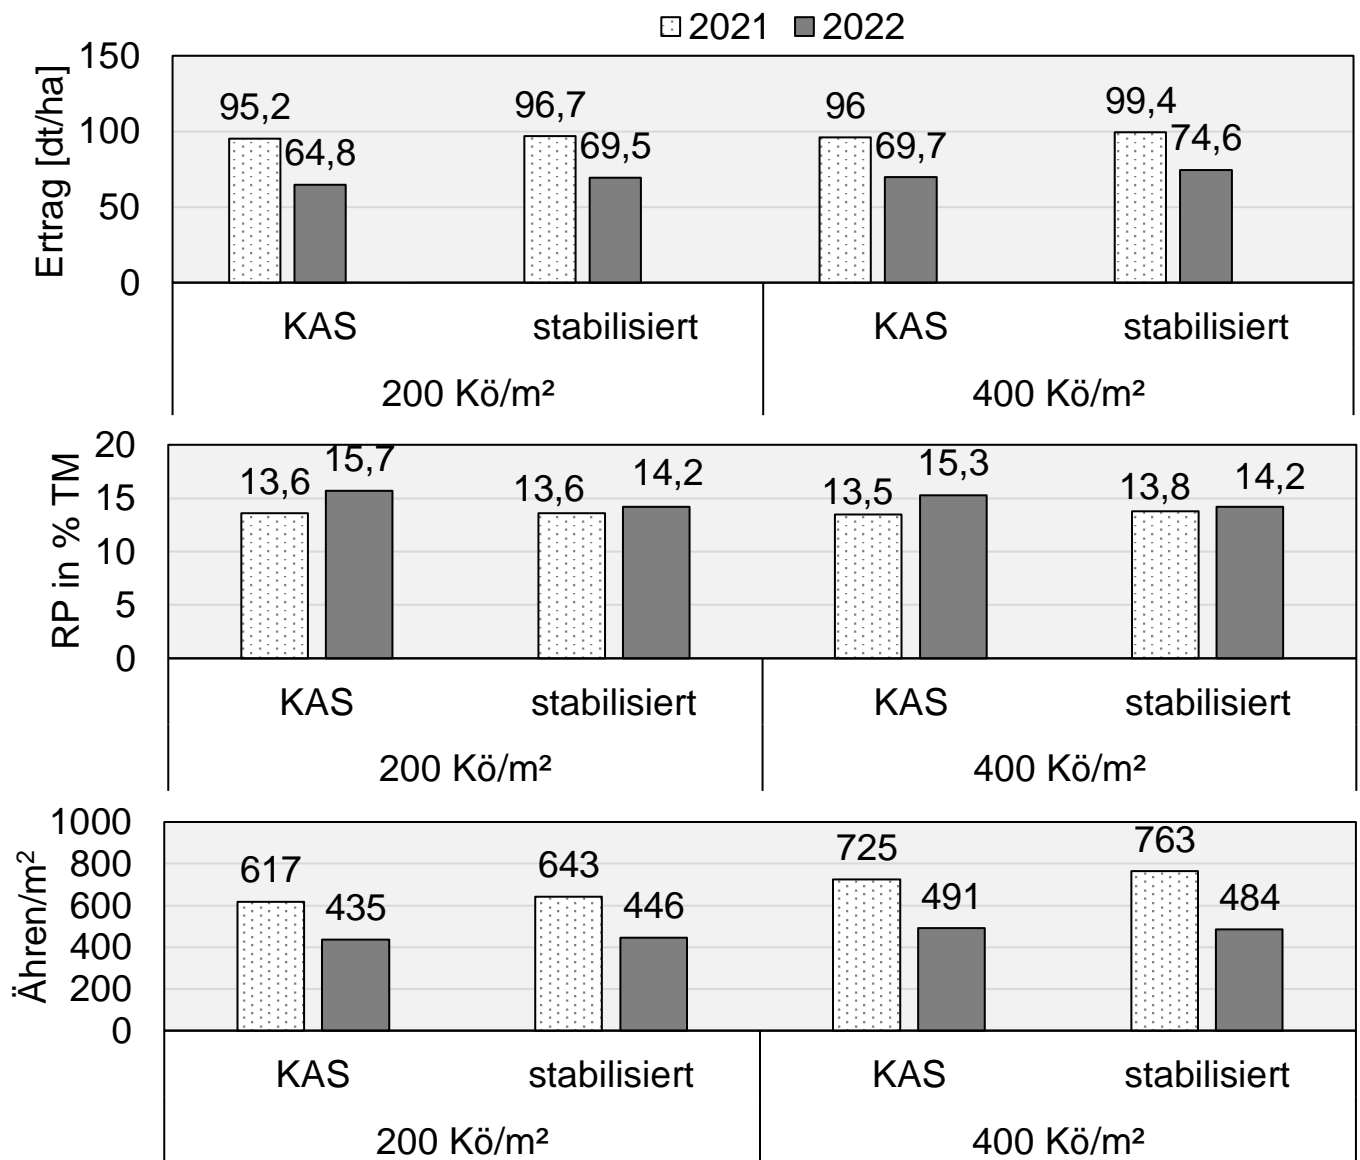 2021 2022
Ertrag [dt/ha]
150
100
50
0
95,2 64,8 96,7 69,5 96 69,7 99,4 74,6
KAS stabilisiert KAS stabilisiert
200 Kö/m² 400 Kö/m²
RP in % TM
20
15
10
5
0
13,6 15,7 13,6 14,2 13,5 15,3 13,8 14,2
KAS stabilisiert KAS stabilisiert
200 Kö/m² 400 Kö/m²
Ähren/m²
1000
800
600
400
200
0
617 435 643 446 725 491 763 484
KAS stabilisiert KAS stabilisiert
200 Kö/m² 400 Kö/m²